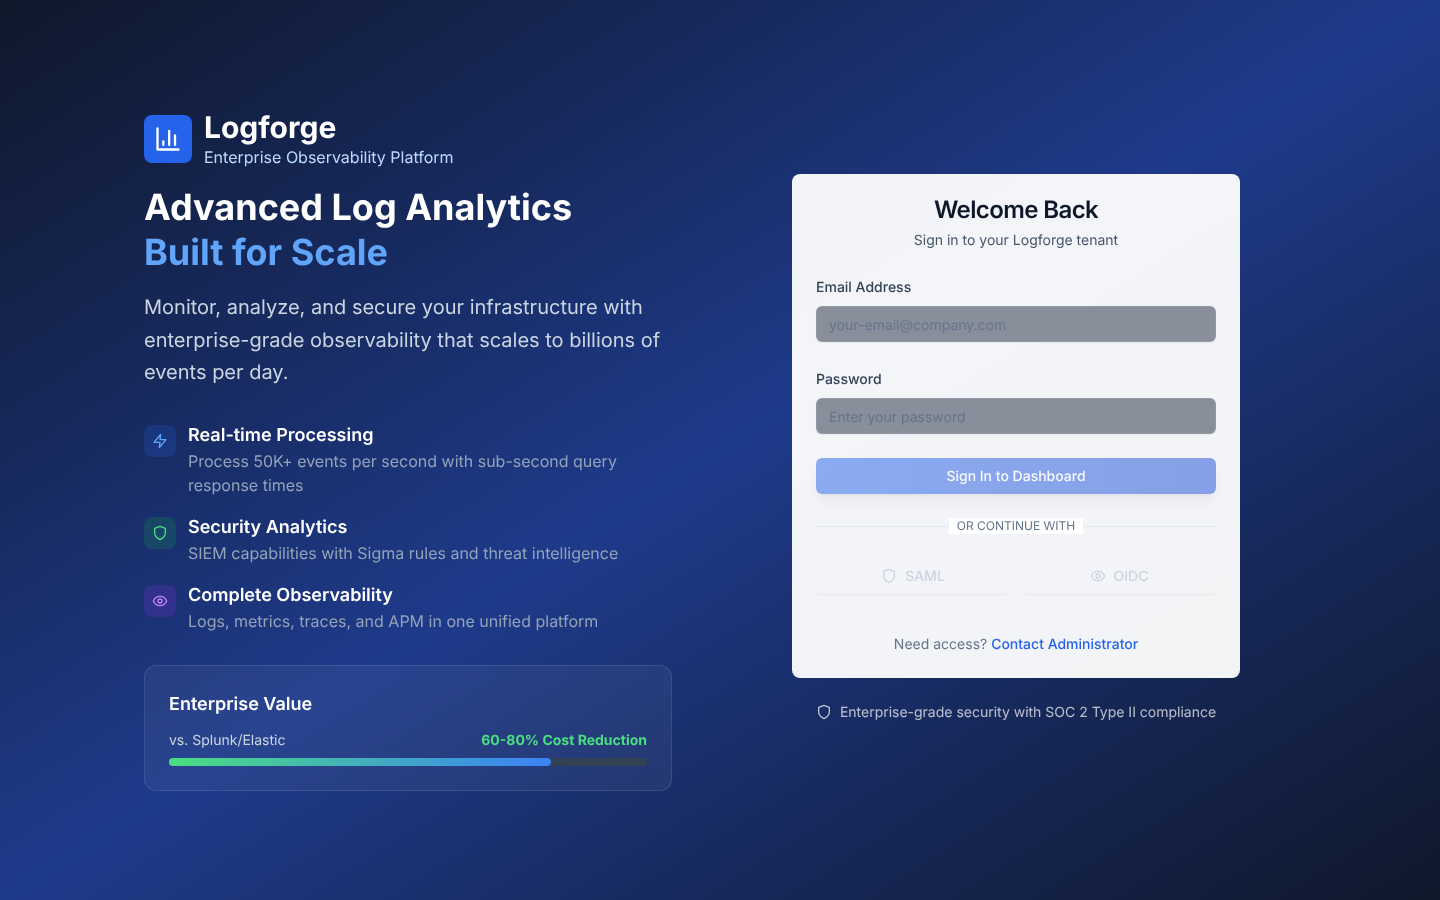 Logforge
Enterprise Observability Platform
Advanced Log Analytics
Built for Scale
Monitor, analyze, and secure your infrastructure with
enterprise-grade observability that scales to billions of
events per day.
Real-time Processing
Process 50K+ events per second with sub-second query
response times
Security Analytics
SIEM capabilities with Sigma rules and threat intelligence
Complete Observability
Logs, metrics, traces, and APM in one unified platform
Enterprise Value
vs. Splunk/Elastic
60-80% Cost Reduction
Welcome Back
Sign in to your Logforge tenant
Email Address
your-email@company.com
Password
Enter your password
Sign In to Dashboard
OR CONTINUE WITH
SAML
OIDC
Need access? Contact Administrator
Enterprise-grade security with SOC 2 Type II compliance